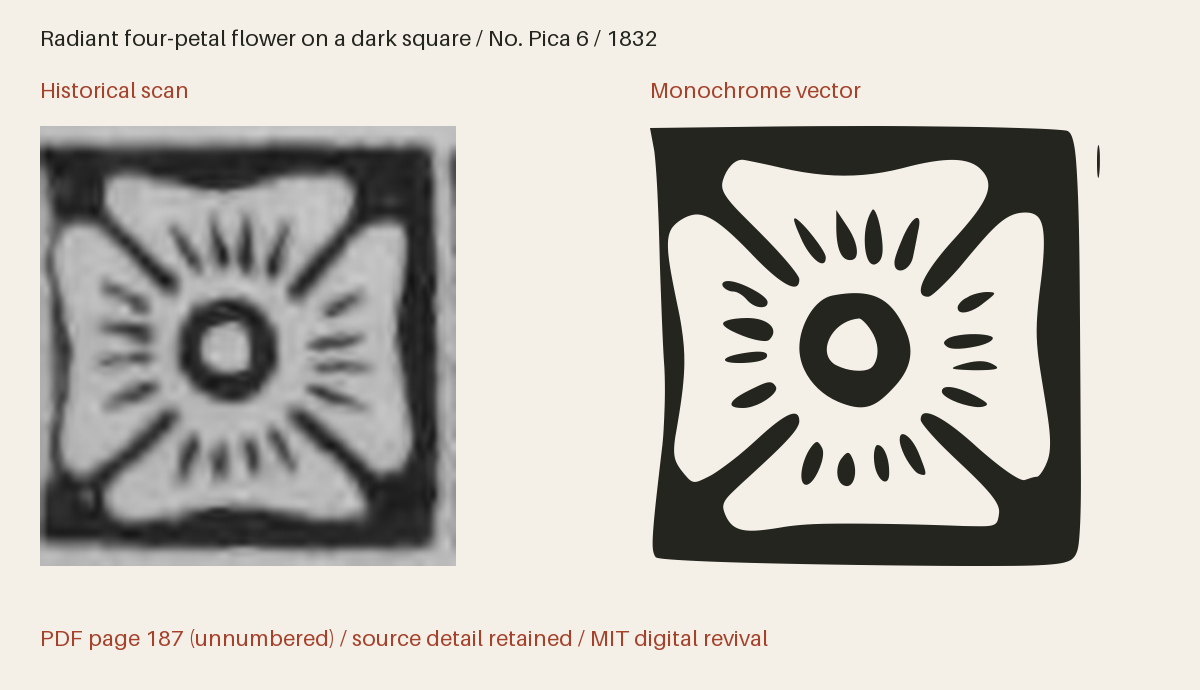 Radiant four-petal flower on a dark square / No. Pica 6 / 1832
Historical scan
Monochrome vector
PDF page 187 (unnumbered) / source detail retained / MIT digital revival